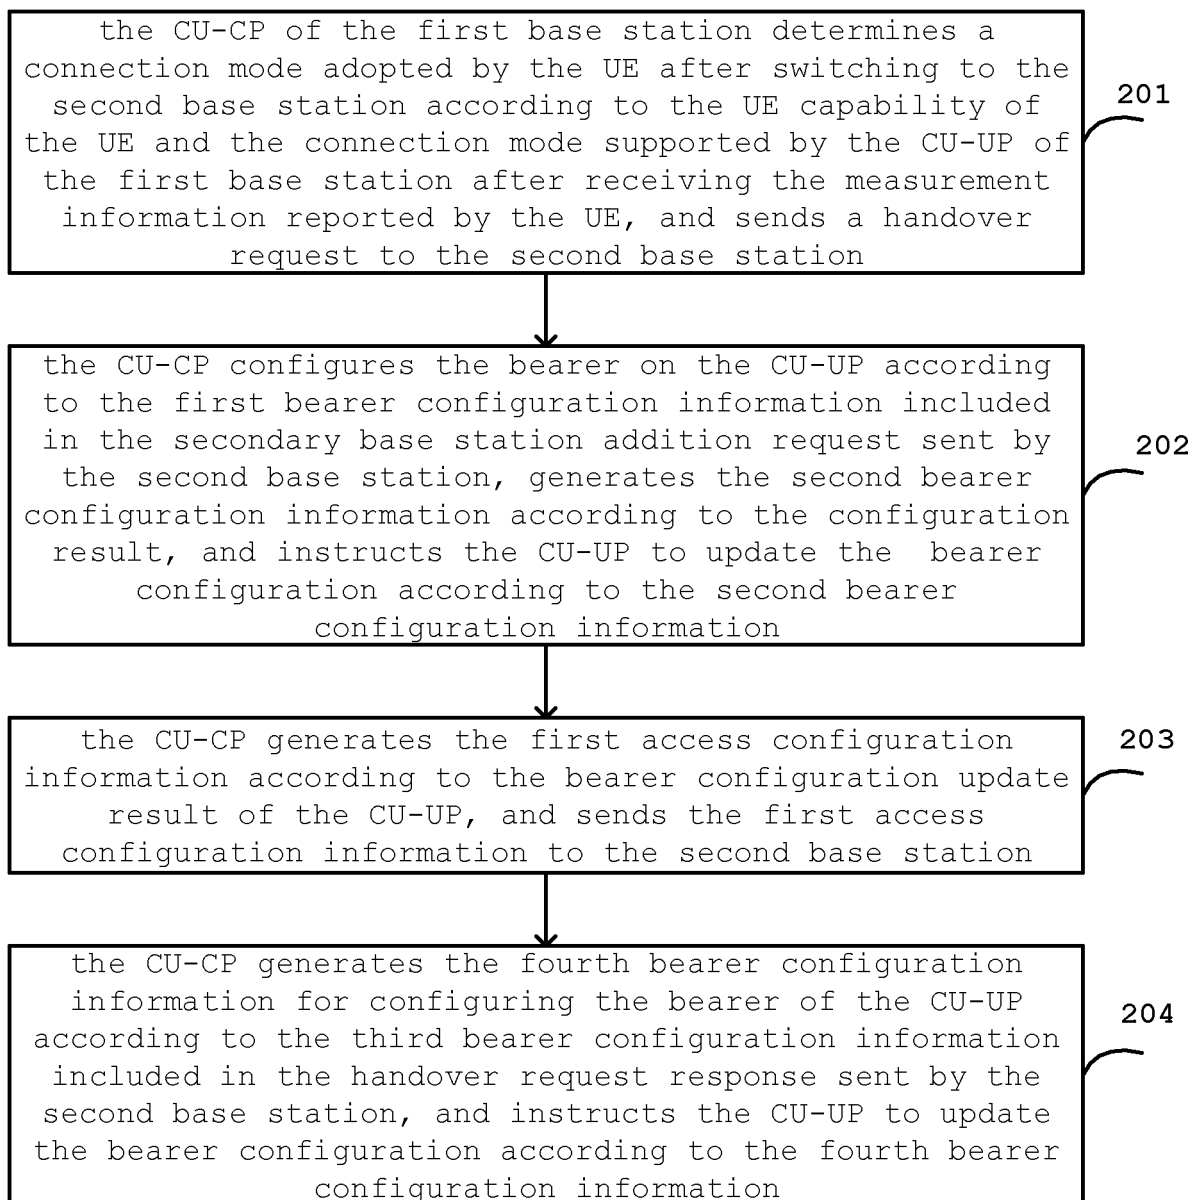 the CU-CP of the first base station determines a
connection mode adopted by the UE after switching to the
second base station according to the UE capability of
the UE and the connection mode supported by the CU-UP of
the first base station after receiving the measurement
information reported by the UE, and sends a handover
request to the second base station
201
the CU-CP configures the bearer on the CU-UP according
to the first bearer configuration information included
in the secondary base station addition request sent by
the second base station, generates the second bearer
configuration information according to the configuration
result, and instructs the CU-UP to update the  bearer
configuration according to the second bearer
configuration information
202
the CU-CP generates the first access configuration
information according to the bearer configuration update
result of the CU-UP, and sends the first access
configuration information to the second base station
203
the CU-CP generates the fourth bearer configuration
information for configuring the bearer of the CU-UP
according to the third bearer configuration information
included in the handover request response sent by the
second base station, and instructs the CU-UP to update
the bearer configuration according to the fourth bearer
configuration information
204